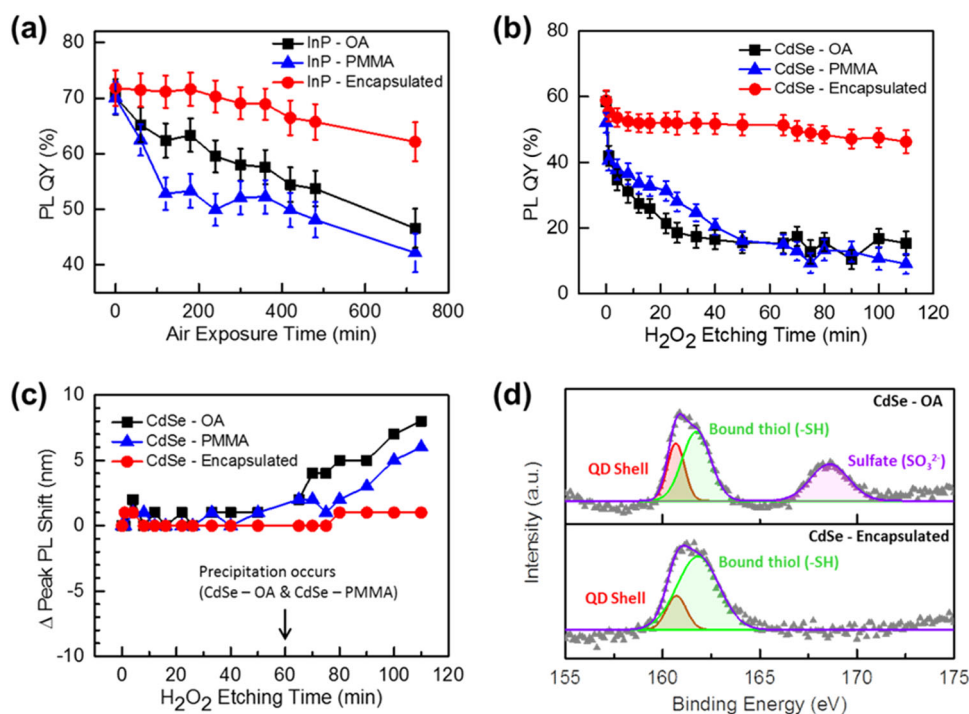 (a)
InP - OA
InP - PMMA
InP - Encapsulated
PL QY (%)
80
70
60
50
40
0 200 400 600 800
Air Exposure Time (min)
(b)
CdSe - OA
CdSe - PMMA
CdSe - Encapsulated
PL QY (%)
80
60
40
20
0
0 20 40 60 80 100 120
H₂O₂ Etching Time (min)
(c)
CdSe - OA
CdSe - PMMA
CdSe - Encapsulated
Δ Peak PL Shift (nm)
10
5
0
-5
-10
Precipitation occurs
(CdSe – OA & CdSe – PMMA)
0 20 40 60 80 100 120
H₂O₂ Etching Time (min)
(d)
CdSe - OA
Bound thiol (-SH)
QD Shell
Sulfate (SO₃²⁻)
CdSe - Encapsulated
Bound thiol (-SH)
QD Shell
Intensity (a.u.)
155 160 165 170 175
Binding Energy (eV)